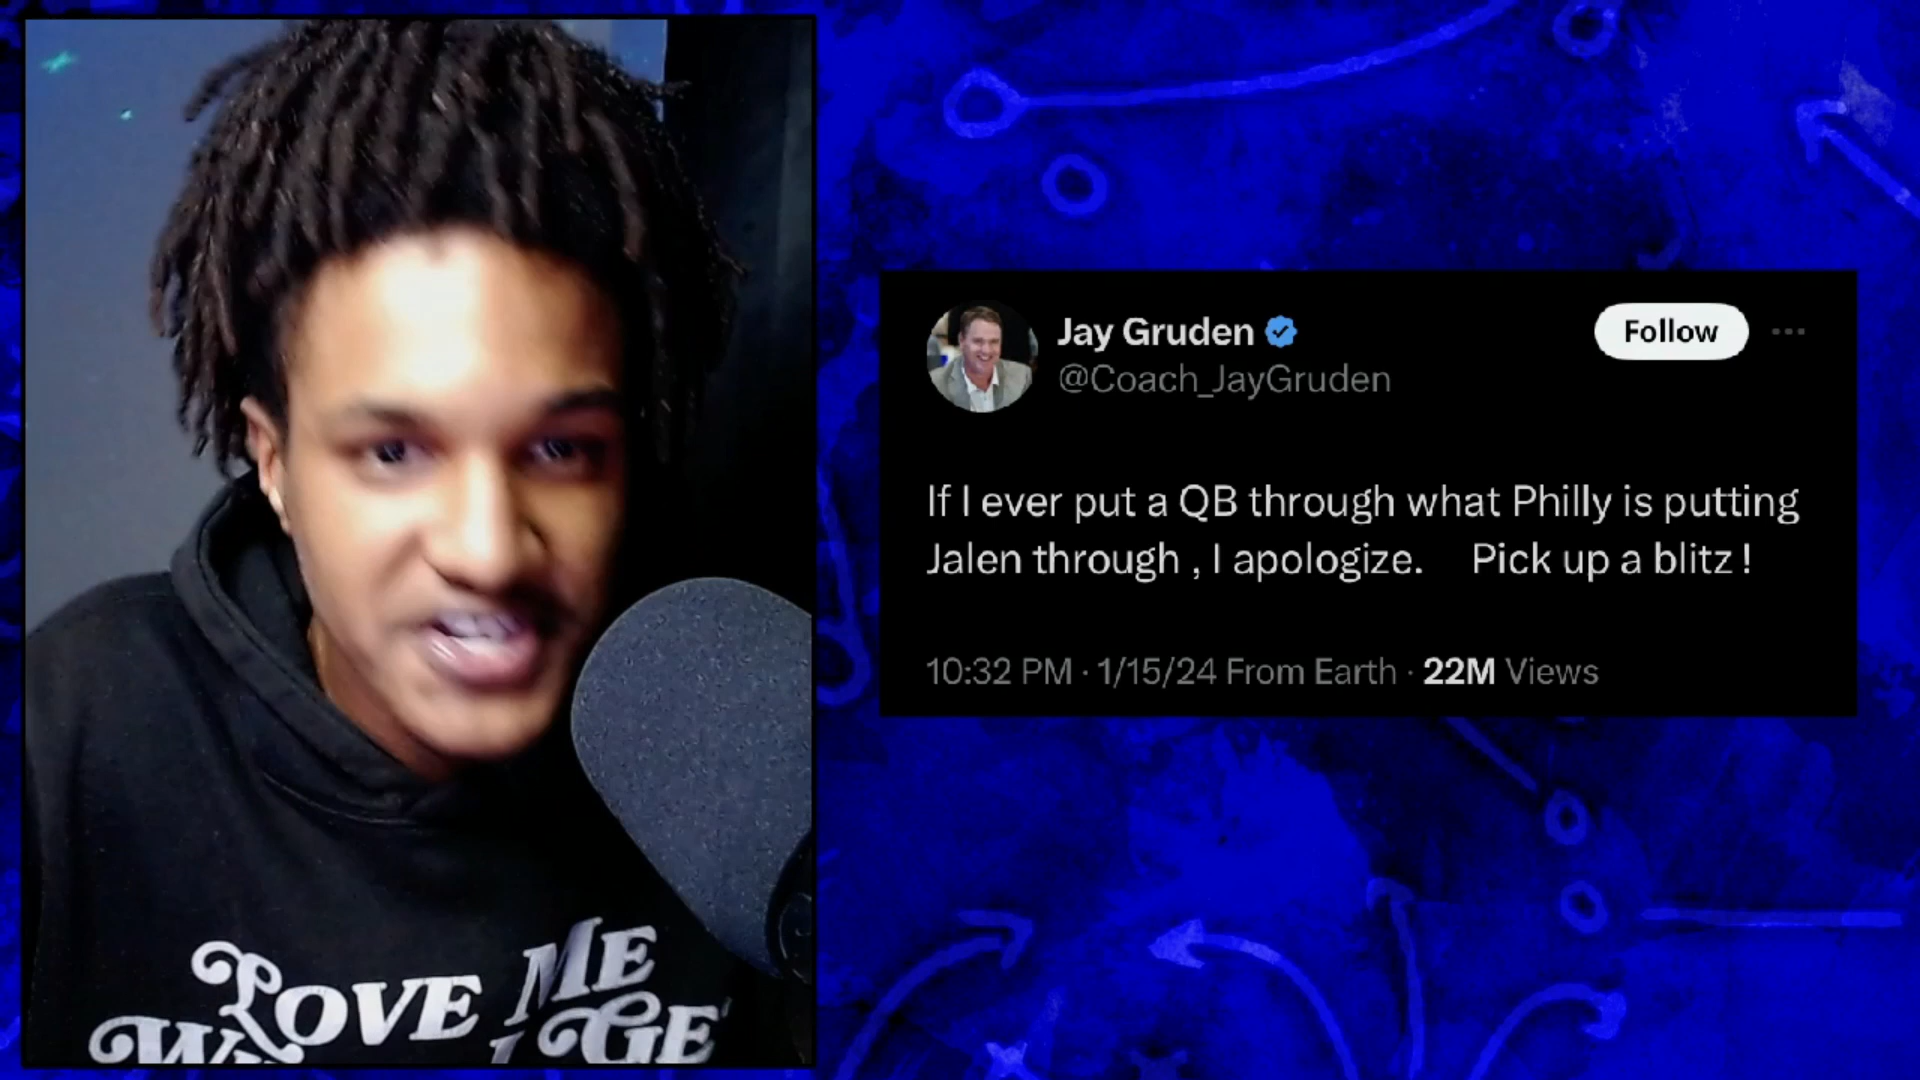 Jay Gruden
Follow
@Coach_JayGruden
If I ever put a QB through what Philly is putting
Jalen through , I apologize. Pick up a blitz !
10:32 PM · 1/15/24 From Earth · 22M Views
LOVE ME